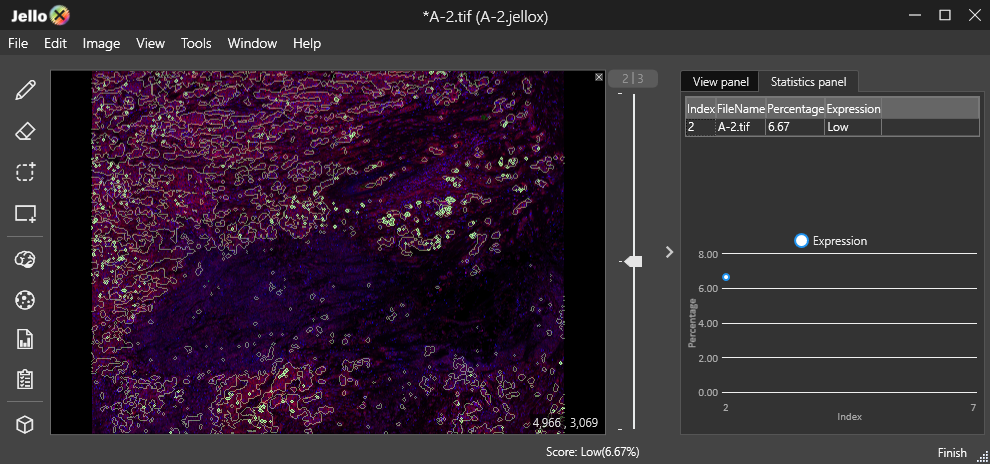 JelloX
*A-2.tif (A-2.jellox)
File Edit Image View Tools Window Help
2|3
View panel Statistics panel
Index FileName Percentage Expression
2 A-2.tif 6.67 Low
Expression
8.00
6.00
4.00
2.00
0.00
Percentage
2 7
Index
4,966 , 3,069
Score: Low(6.67%)
Finish